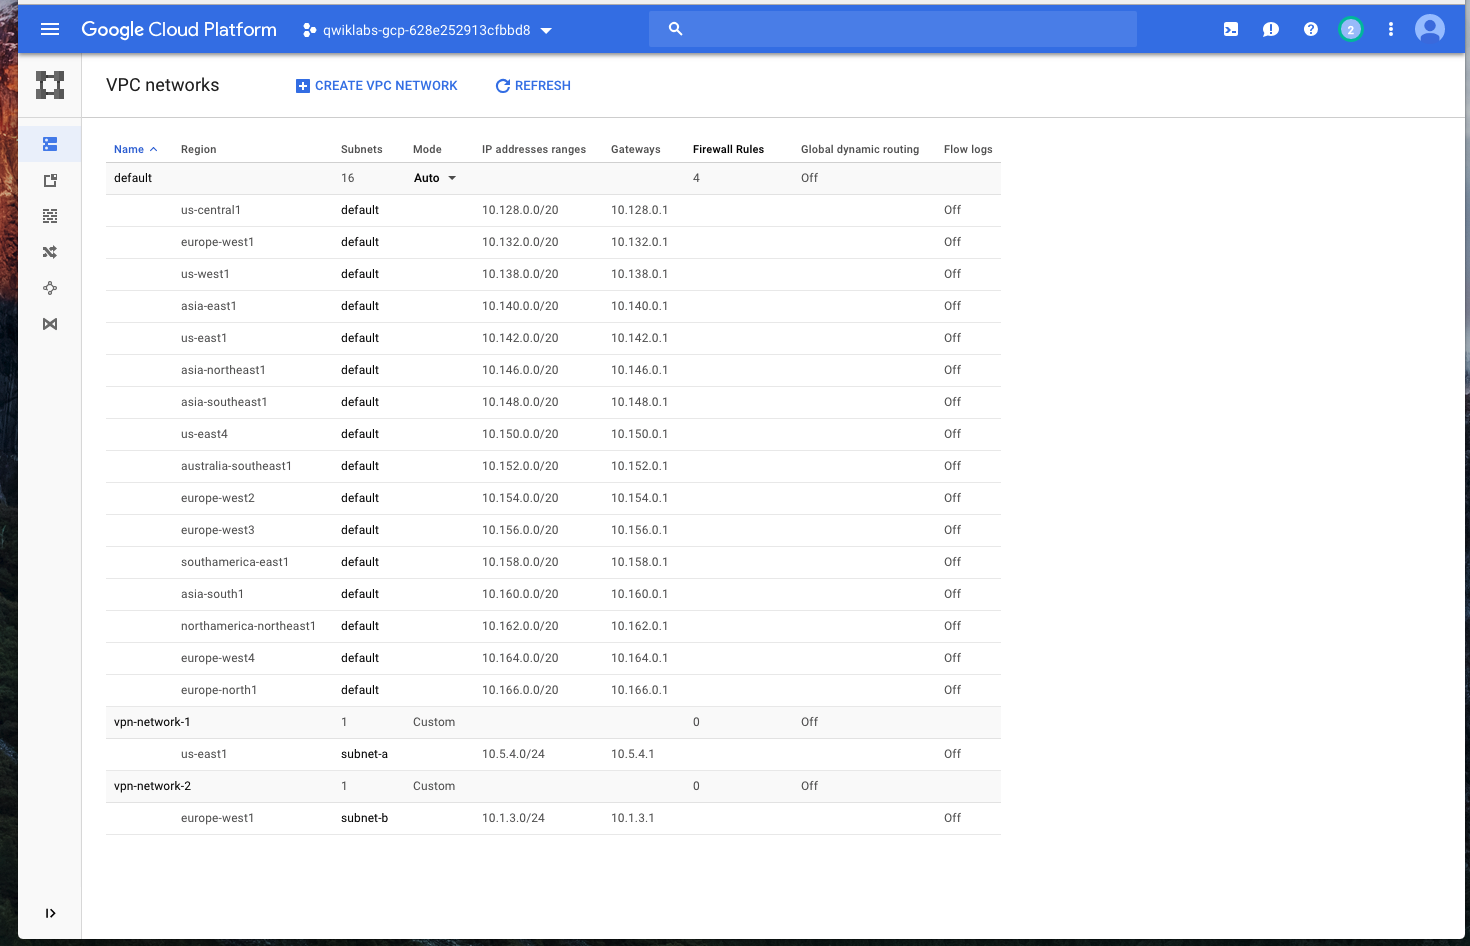 Google Cloud Platform qwiklabs-gcp-628e252913cfbbd8 2
VPC networks CREATE VPC NETWORK REFRESH
Name Region Subnets Mode IP addresses ranges Gateways Firewall Rules Global dynamic routing Flow logs
default 16 Auto 4 Off
us-central1 default 10.128.0.0/20 10.128.0.1 Off
europe-west1 default 10.132.0.0/20 10.132.0.1 Off
us-west1 default 10.138.0.0/20 10.138.0.1 Off
asia-east1 default 10.140.0.0/20 10.140.0.1 Off
us-east1 default 10.142.0.0/20 10.142.0.1 Off
asia-northeast1 default 10.146.0.0/20 10.146.0.1 Off
asia-southeast1 default 10.148.0.0/20 10.148.0.1 Off
us-east4 default 10.150.0.0/20 10.150.0.1 Off
australia-southeast1 default 10.152.0.0/20 10.152.0.1 Off
europe-west2 default 10.154.0.0/20 10.154.0.1 Off
europe-west3 default 10.156.0.0/20 10.156.0.1 Off
southamerica-east1 default 10.158.0.0/20 10.158.0.1 Off
asia-south1 default 10.160.0.0/20 10.160.0.1 Off
northamerica-northeast1 default 10.162.0.0/20 10.162.0.1 Off
europe-west4 default 10.164.0.0/20 10.164.0.1 Off
europe-north1 default 10.166.0.0/20 10.166.0.1 Off
vpn-network-1 1 Custom 0 Off
us-east1 subnet-a 10.5.4.0/24 10.5.4.1 Off
vpn-network-2 1 Custom 0 Off
europe-west1 subnet-b 10.1.3.0/24 10.1.3.1 Off